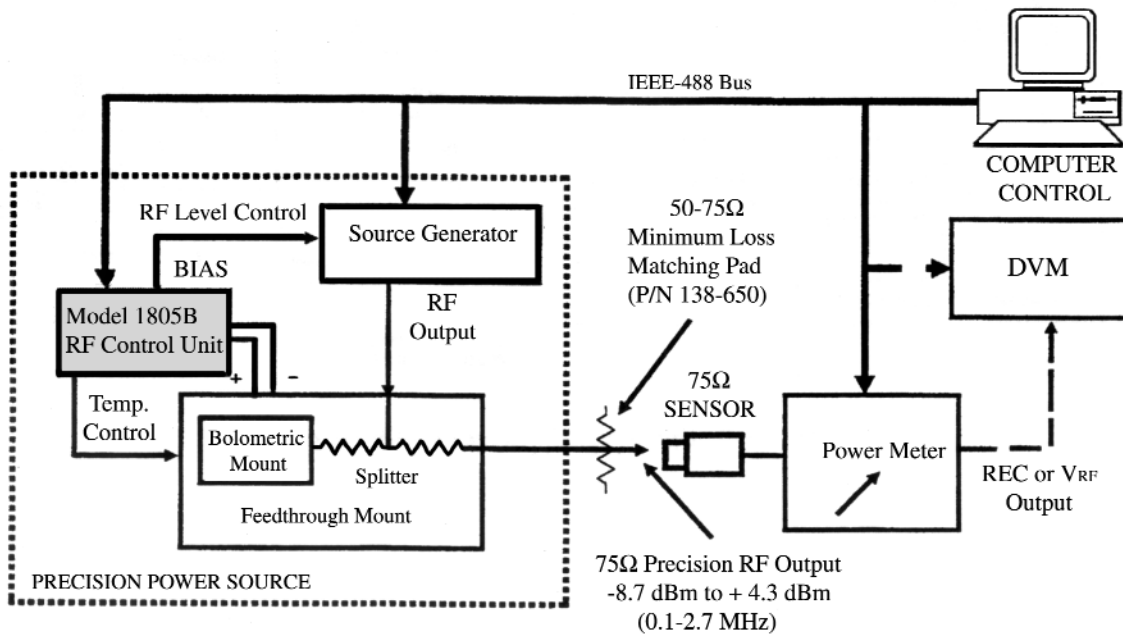 IEEE-488 Bus
COMPUTER
CONTROL
RF Level Control
BIAS
Source Generator
50-75Ω
Minimum Loss
Matching Pad
(P/N 138-650)
DVM
Model 1805B
RF Control Unit
RF
Output
+
-
75Ω
SENSOR
Temp.
Control
Bolometric
Mount
Splitter
Feedthrough Mount
Power Meter
REC or VRF
Output
PRECISION POWER SOURCE
75Ω Precision RF Output
-8.7 dBm to + 4.3 dBm
(0.1-2.7 MHz)